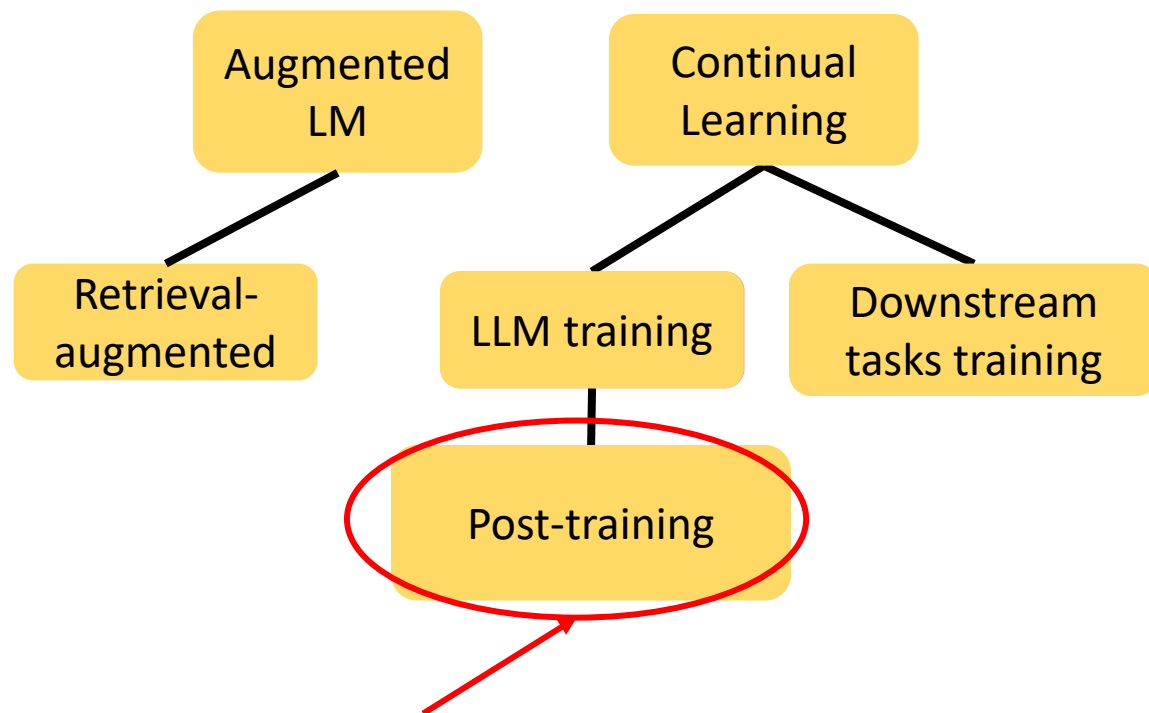 Augmented
LM
Continual
Learning
Retrieval-
augmented
LLM training
Downstream
tasks training
Post-training